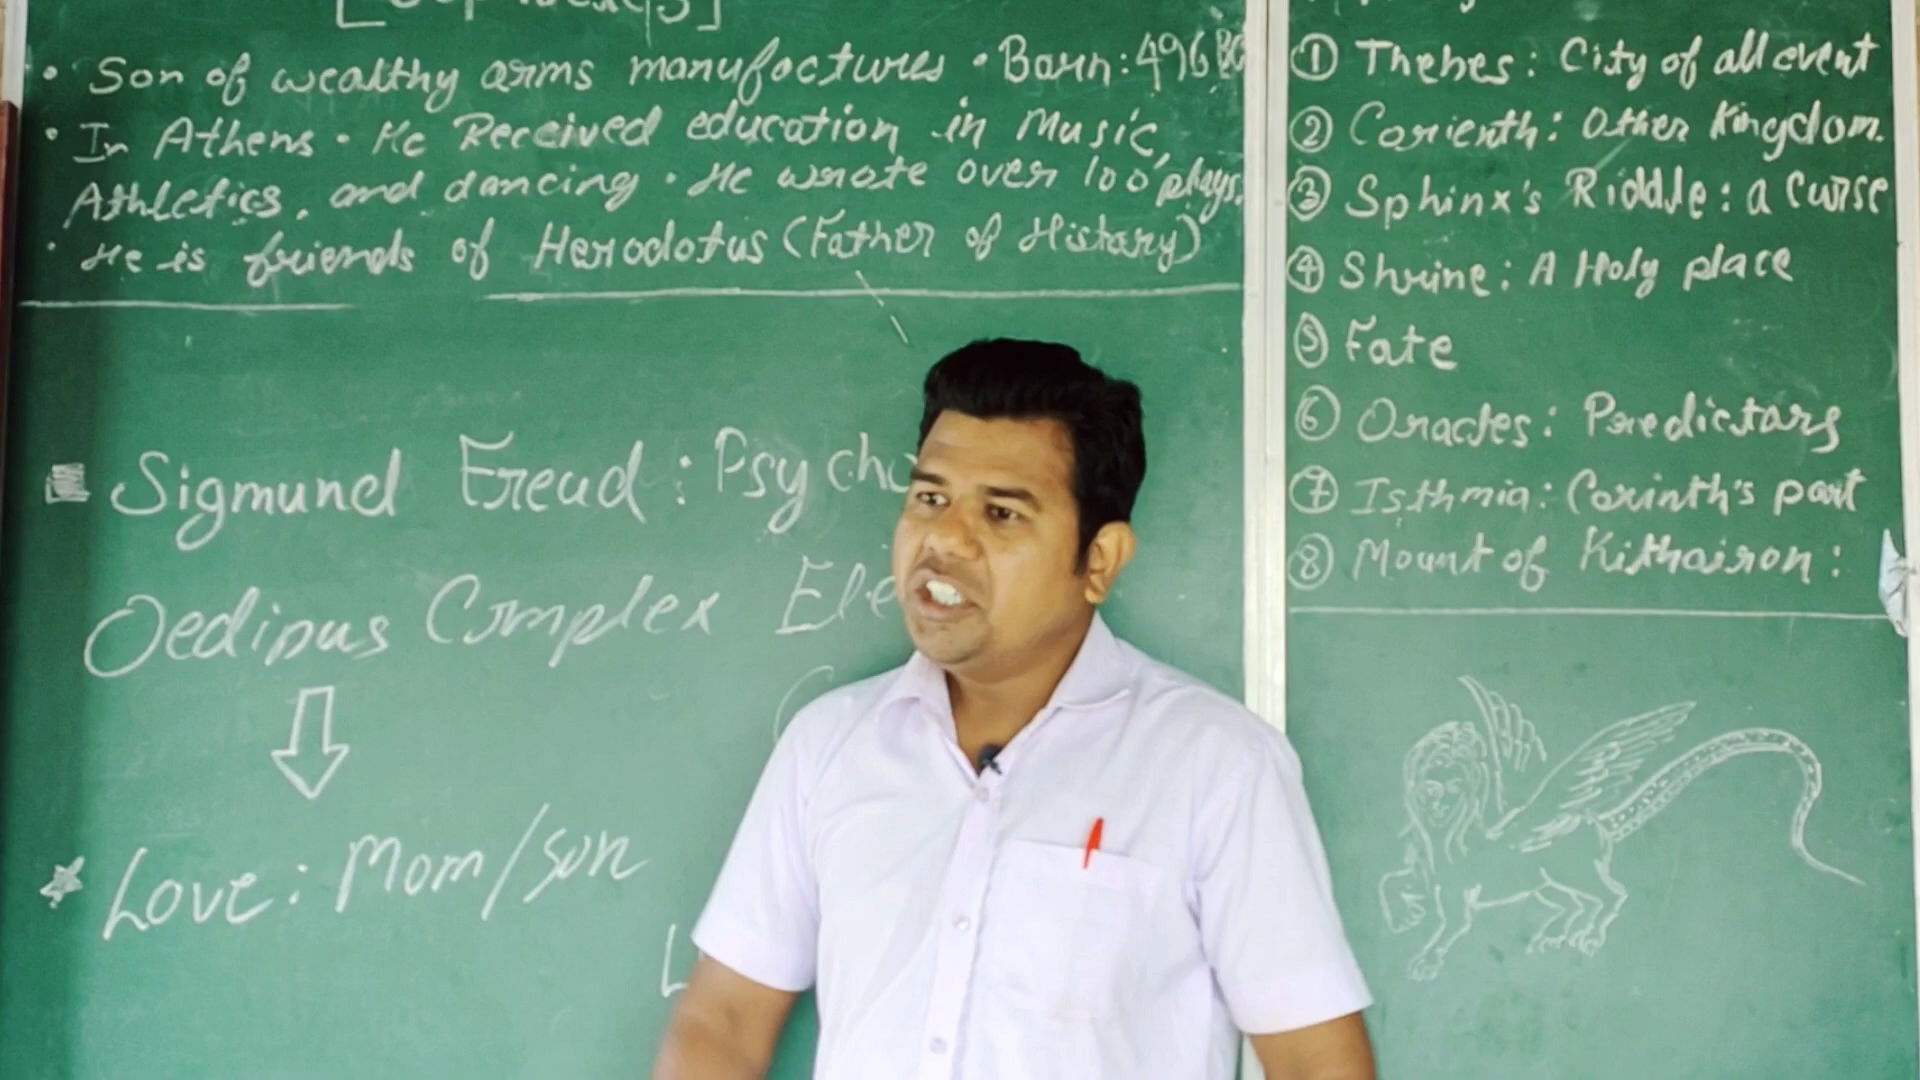 • Son of wealthy arms manufactures • Born: 496 BC
• In Athens • He Received education in Music,
Athletics, and dancing • He wrote over 100 plays.
• He is friends of Herodotus (Father of History)
Sigmund Freud: Psycho
Oedipus Complex Ele
Love: Mom/son
L
① Thebes: City of all event
② Corienth: Other Kingdom.
③ Sphinx's Riddle: a Curse
④ Shrine: A Holy place
⑤ Fate
⑥ Oracles: Predictors
⑦ Isthmia: Corinth's part
⑧ Mount of Kithairon: